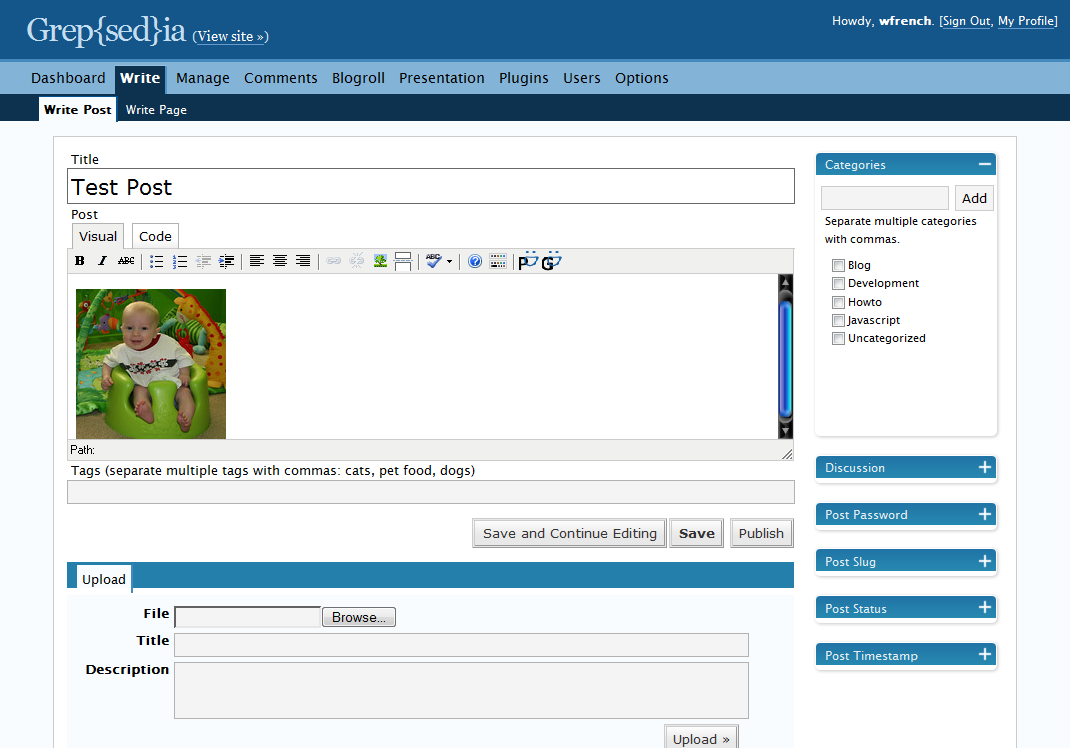 Grep{sed}ia (View site »)
Howdy, wfrench. [Sign Out, My Profile]
Dashboard Write Manage Comments Blogroll Presentation Plugins Users Options
Write Post Write Page
Title
Test Post
Post
Visual Code
B I ABC ABC P G
Path:
Tags (separate multiple tags with commas: cats, pet food, dogs)
Save and Continue Editing Save Publish
Upload
File Browse...
Title
Description
Upload »
Categories
Add
Separate multiple categories
with commas.
Blog
Development
Howto
Javascript
Uncategorized
Discussion
Post Password
Post Slug
Post Status
Post Timestamp